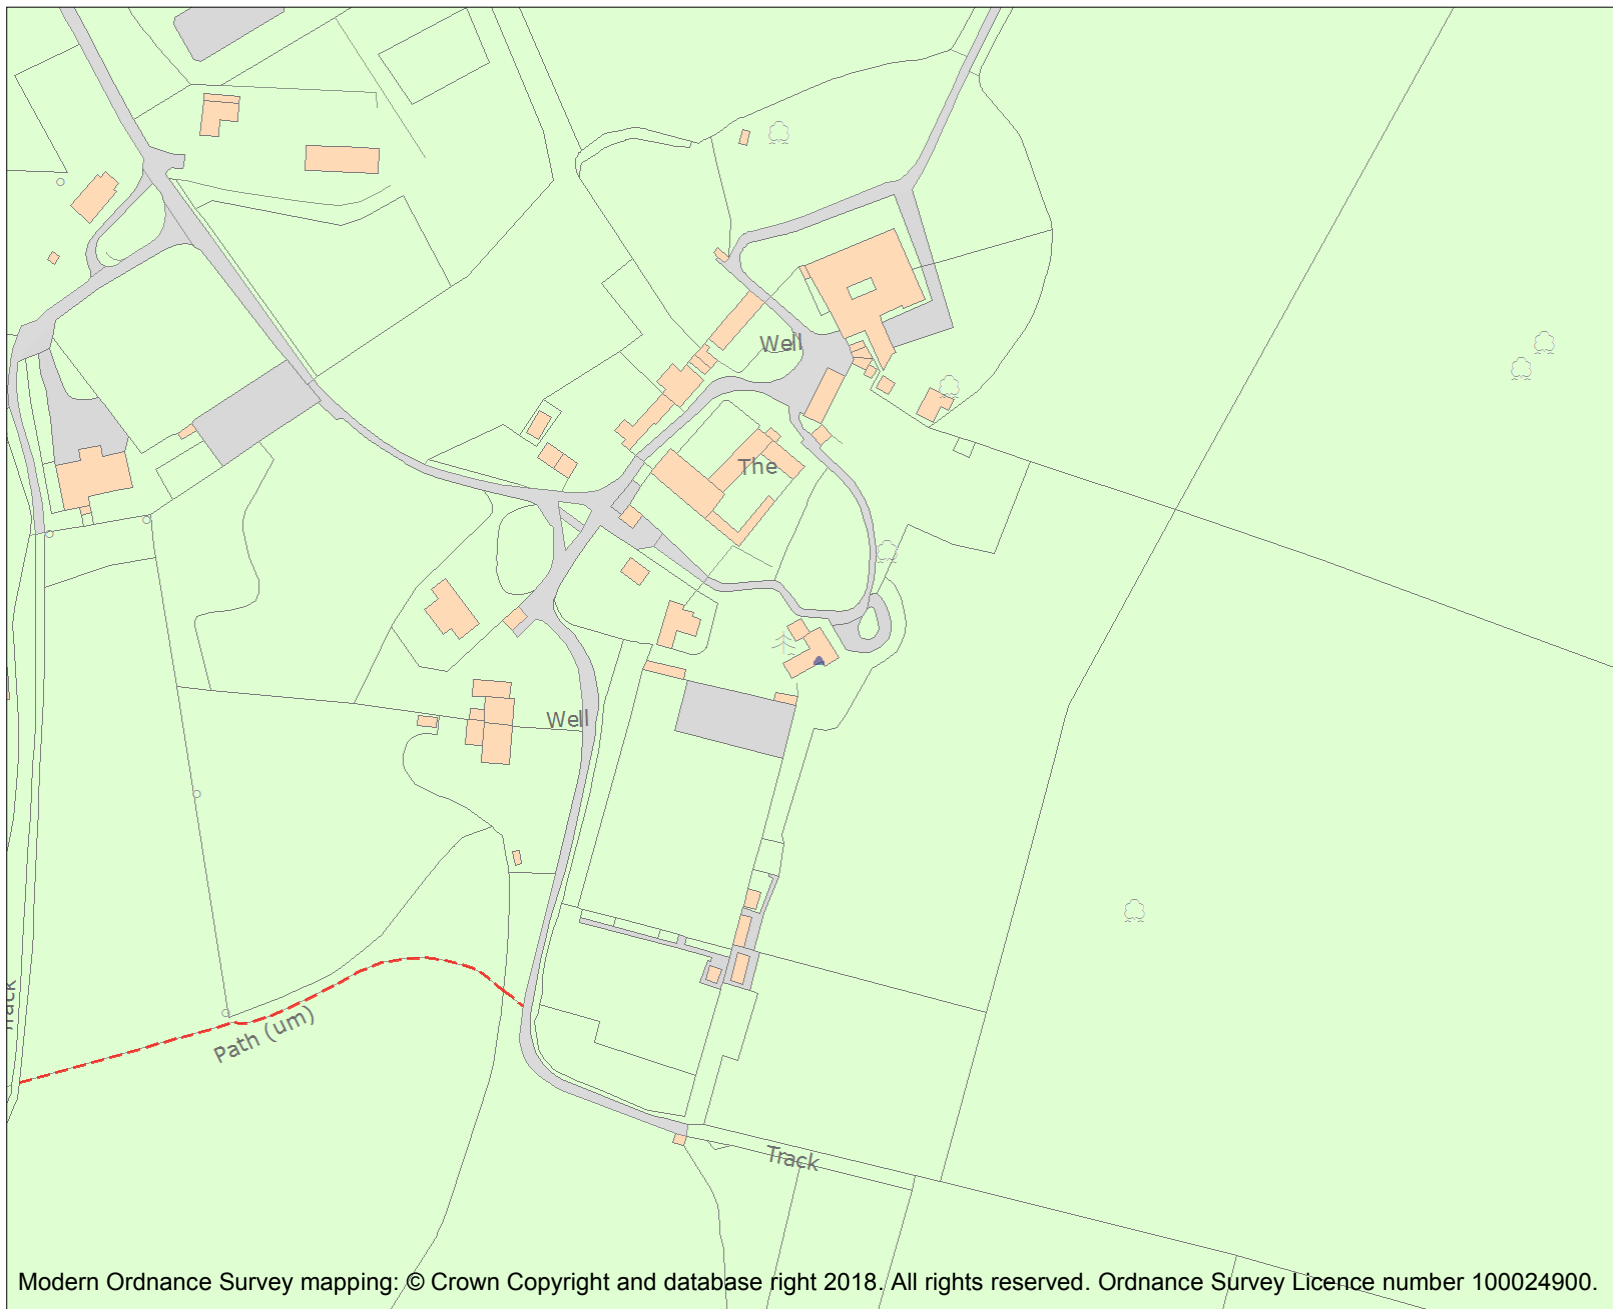 Well
The
Well
Path (um)
Track
Modern Ordnance Survey mapping: © Crown Copyright and database right 2018. All rights reserved. Ordnance Survey Licence number 100024900.